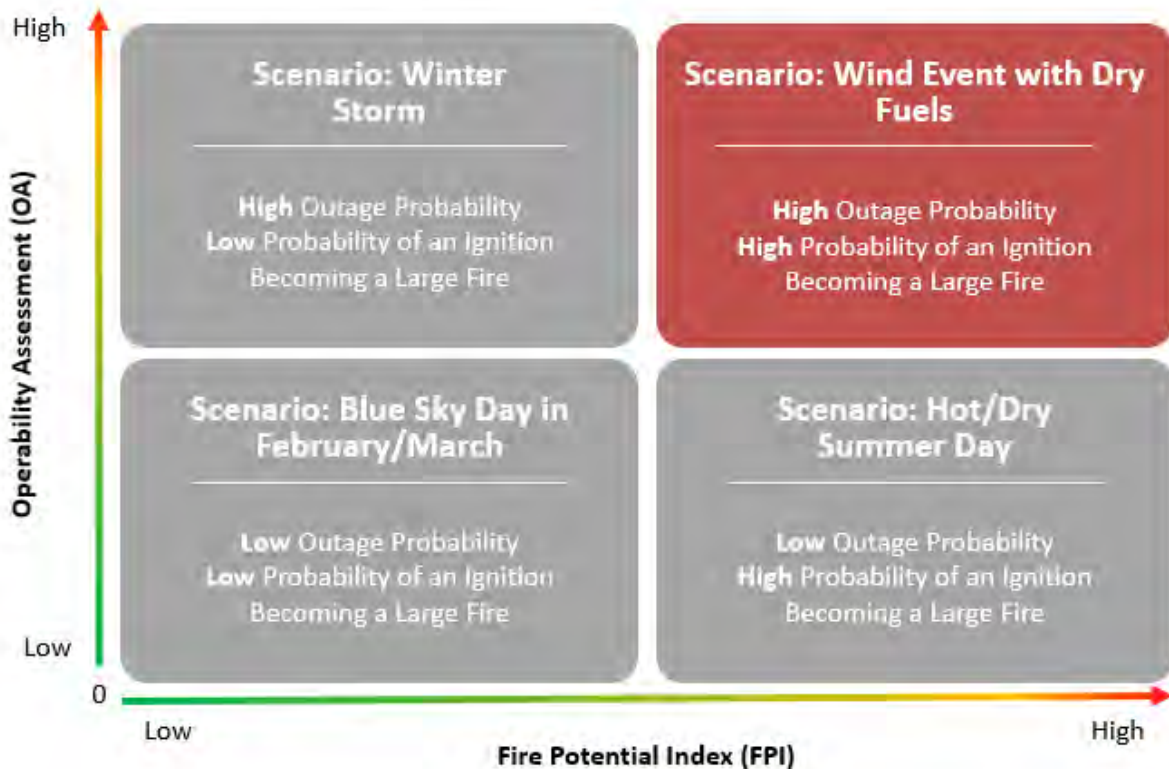 High
Operability Assessment (OA)
Low
0
Scenario: Winter
Storm
High Outage Probability
Low Probability of an Ignition
Becoming a Large Fire
Scenario: Wind Event with Dry
Fuels
High Outage Probability
High Probability of an Ignition
Becoming a Large Fire
Scenario: Blue Sky Day in
February/March
Low Outage Probability
Low Probability of an Ignition
Becoming a Large Fire
Scenario: Hot/Dry
Summer Day
Low Outage Probability
High Probability of an Ignition
Becoming a Large Fire
Low
High
Fire Potential Index (FPI)